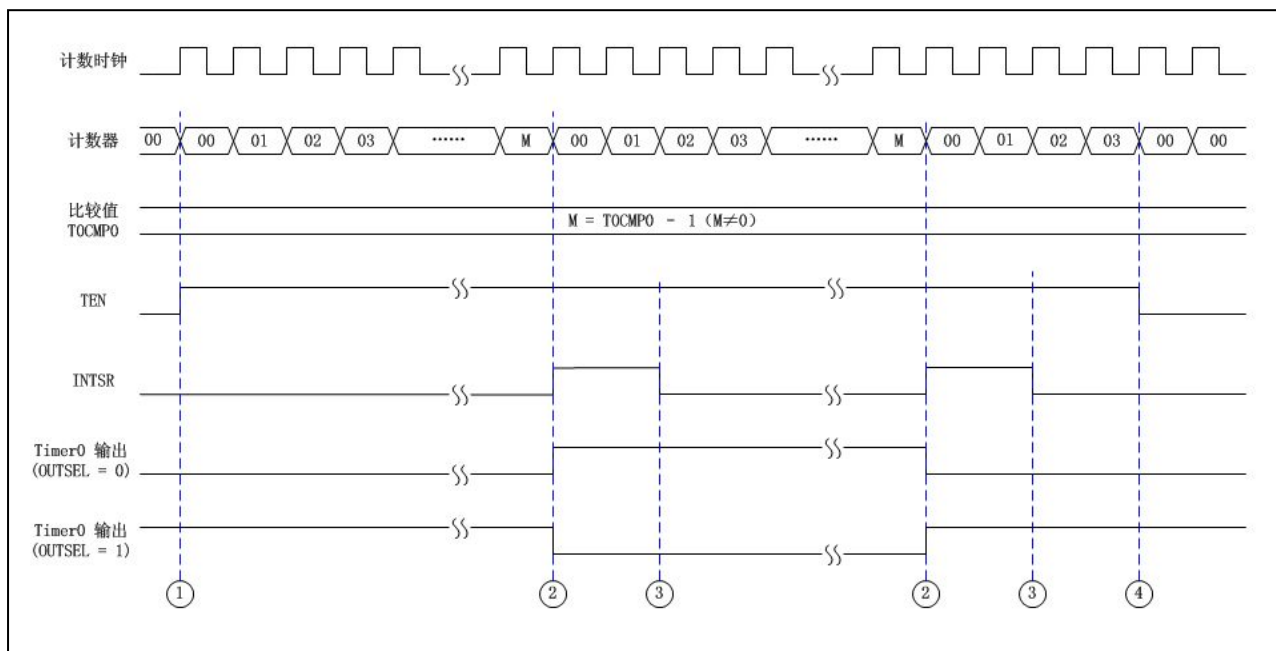 计数时钟
计数器 00 00 01 02 03 …… M 00 01 02 03 …… M 00 01 02 03 00 00
比较值
TOCMP0
M = TOCMP0 - 1 (M≠0)
TEN
INTSR
Timer0 输出
(OUTSEL = 0)
Timer0 输出
(OUTSEL = 1)
① ② ③ ② ③ ④